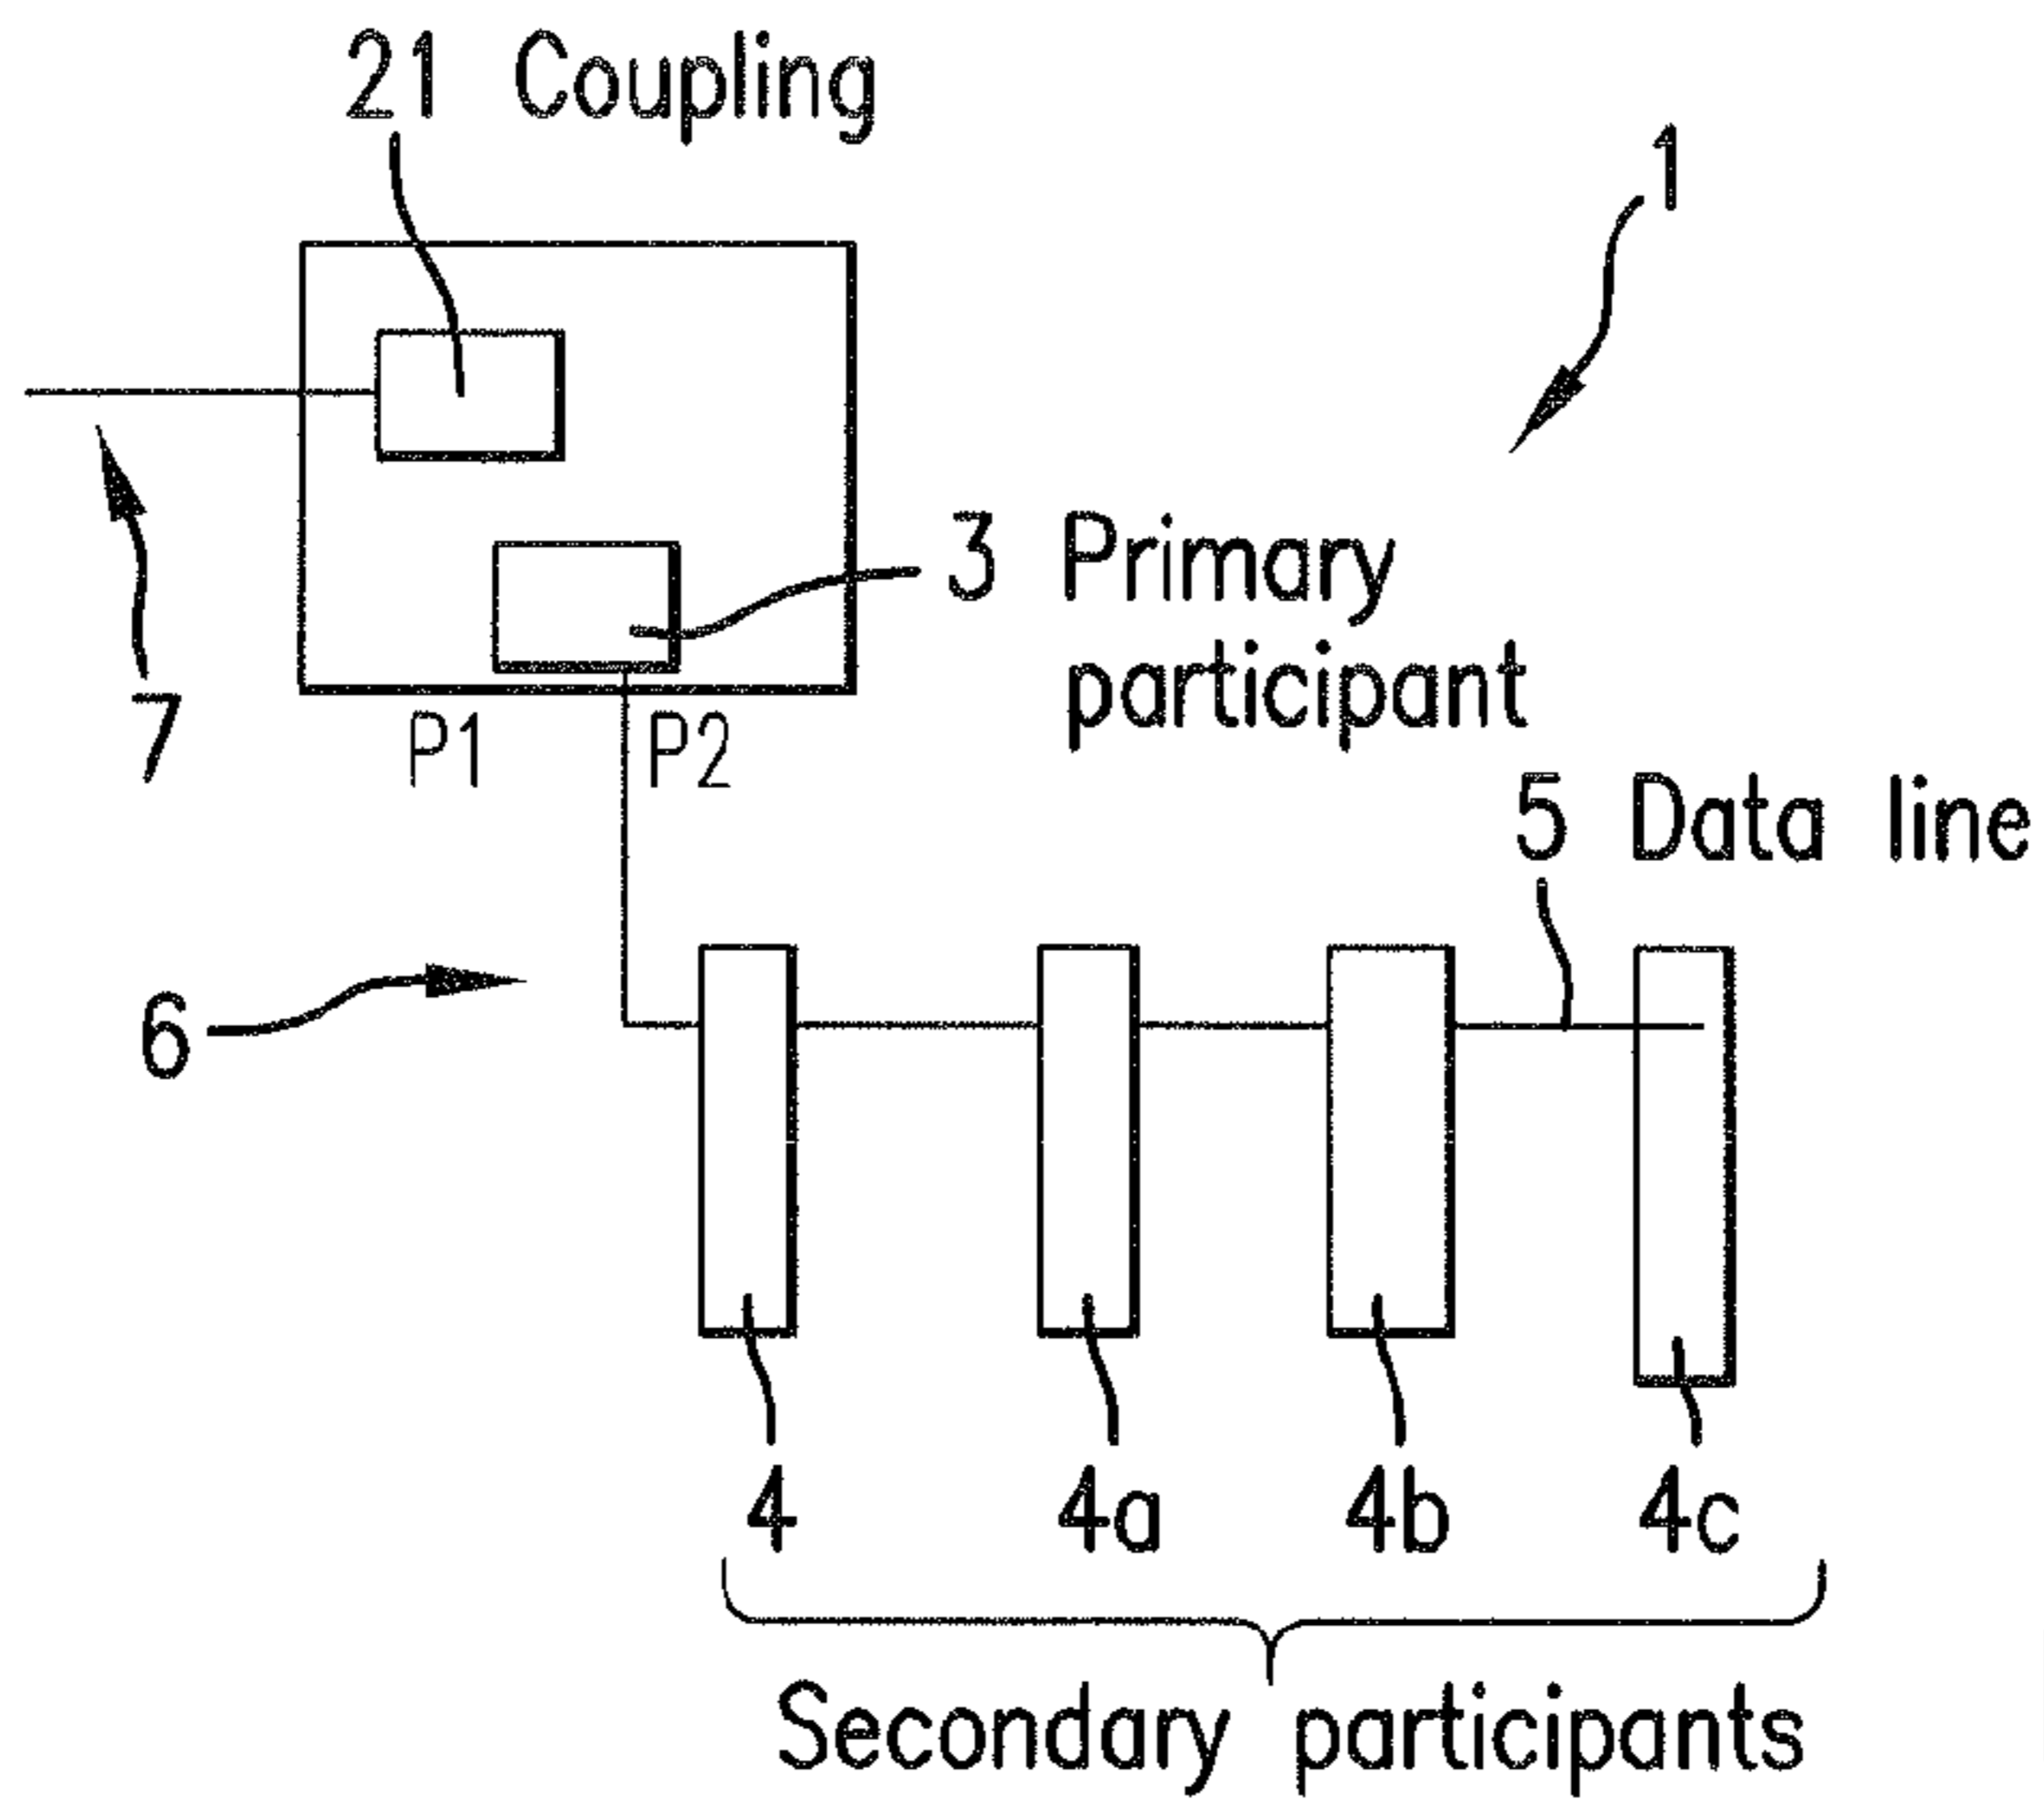 21 Coupling
1
3 Primary
participant
7
P1 P2
5 Data line
6
4 4a 4b 4c
Secondary participants